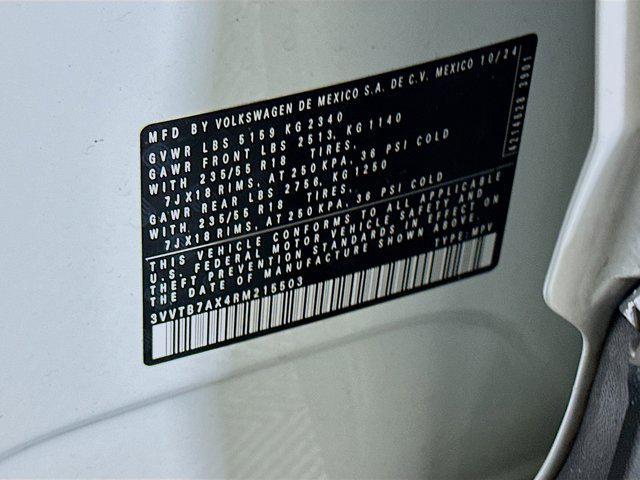 MFD BY VOLKSWAGEN DE MEXICO S.A. DE C.V. MEXICO 10/24
GVWR LBS 5159 KG 2340
GAWR FRONT LBS 2513, KG 1140
WITH 235/55 R18 TIRES,
7JX18 RIMS, AT 250 KPA, 36 PSI COLD
GAWR REAR LBS 2756, KG 1250
WITH 235/55 R18 TIRES,
7JX18 RIMS, AT 250 KPA, 36 PSI COLD
THIS VEHICLE CONFORMS TO ALL APPLICABLE
U.S. FEDERAL MOTOR VEHICLE SAFETY AND
THEFT PREVENTION STANDARDS IN EFFECT ON
THE DATE OF MANUFACTURE SHOWN ABOVE.
3VVTB7AX4RM215503 TYPE: MPV